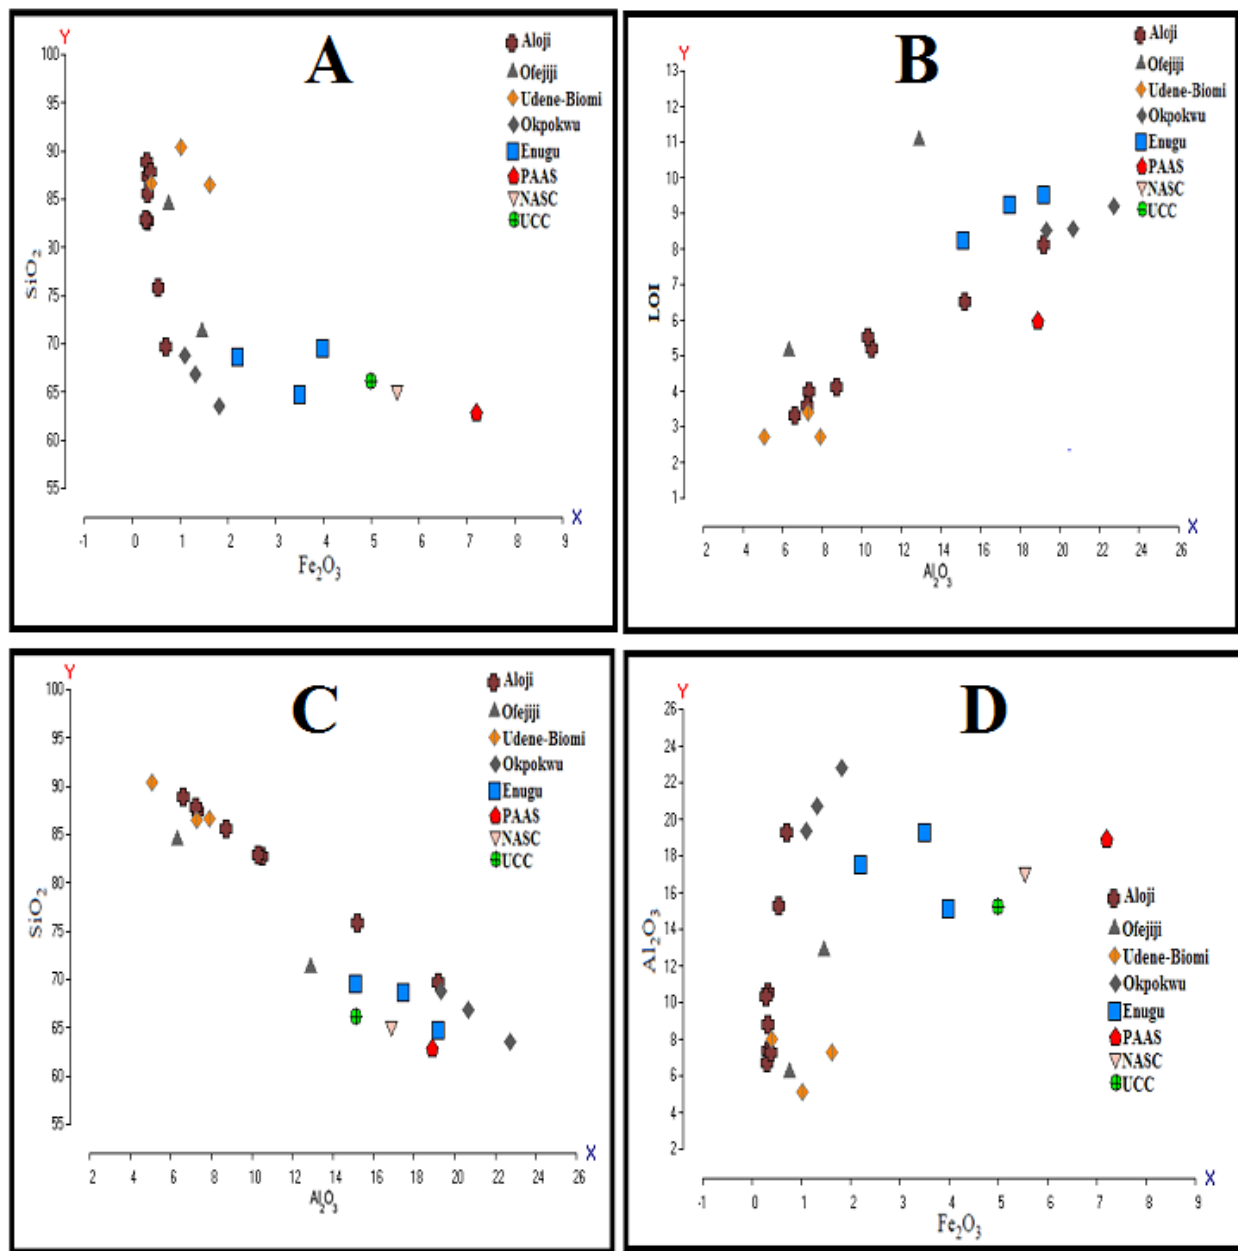 Y
A
SiO2
100
95
90
85
80
75
70
65
60
55
Aloji
Ofejiji
Udene-Biomi
Okpokwu
Enugu
PAAS
NASC
UCC
-1 0 1 2 3 4 5 6 7 8 9 X
Fe2O3
Y
B
LOI
13
12
11
10
9
8
7
6
5
4
3
2
1
Aloji
Ofejiji
Udene-Biomi
Okpokwu
Enugu
PAAS
NASC
UCC
2 4 6 8 10 12 14 16 18 20 22 24 26 X
Al2O3
Y
C
SiO2
100
95
90
85
80
75
70
65
60
55
Aloji
Ofejiji
Udene-Biomi
Okpokwu
Enugu
PAAS
NASC
UCC
2 4 6 8 10 12 14 16 18 20 22 24 26 X
Al2O3
Y
D
Al2O3
26
24
22
20
18
16
14
12
10
8
6
4
2
Aloji
Ofejiji
Udene-Biomi
Okpokwu
Enugu
PAAS
NASC
UCC
-1 0 1 2 3 4 5 6 7 8 9 X
Fe2O3